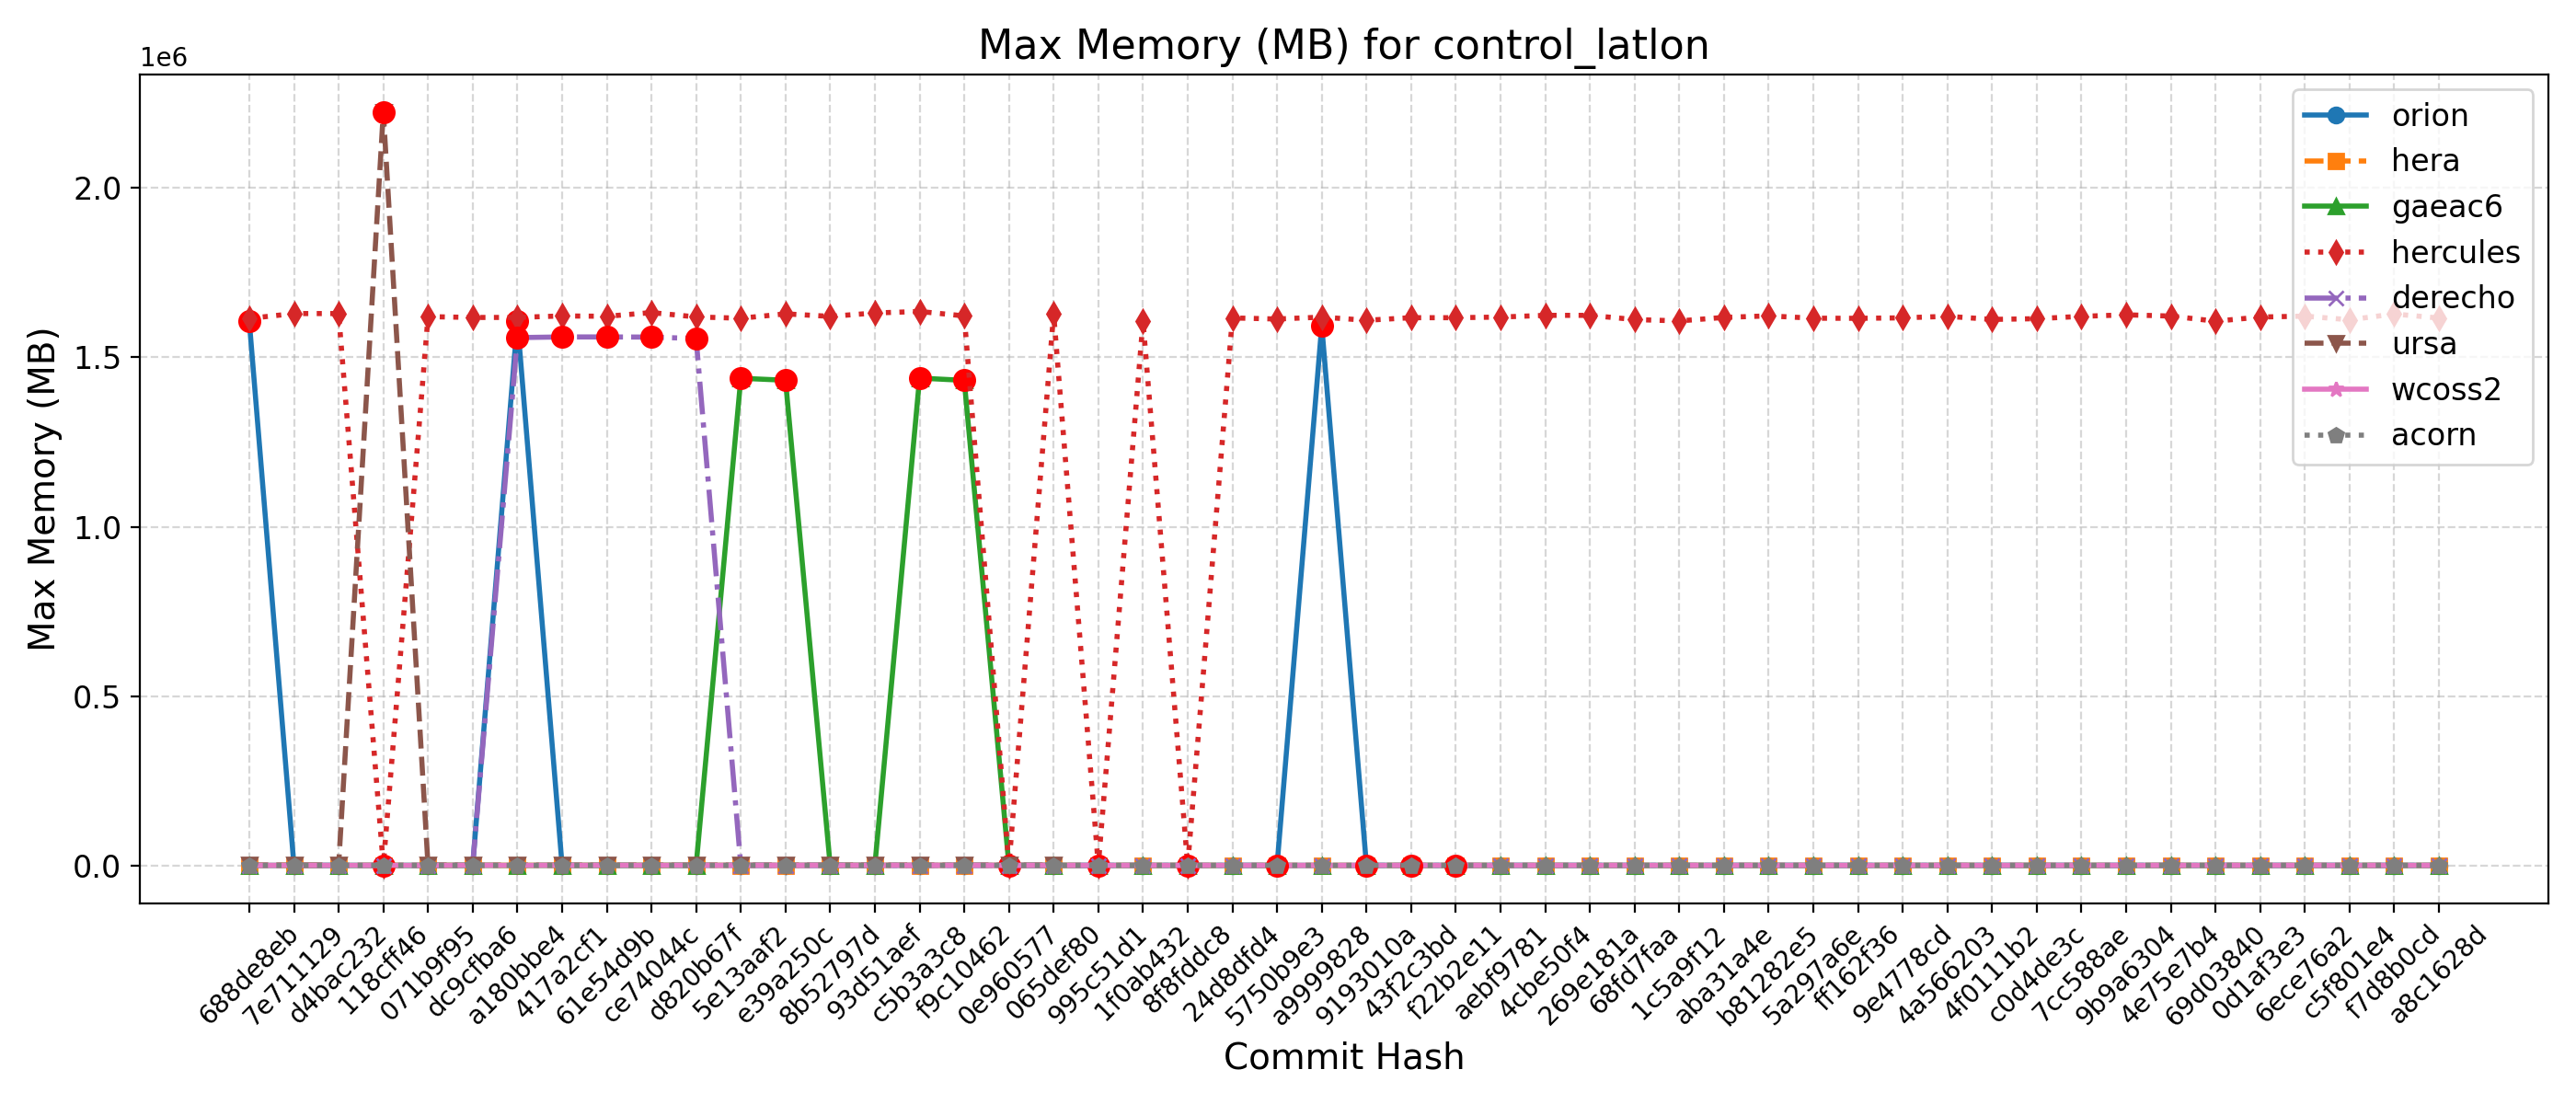 Max Memory (MB) for control_latlon
1e6
2.0
1.5
1.0
0.5
0.0
Max Memory (MB)
orion
hera
gaeac6
hercules
derecho
ursa
wcoss2
acorn
688de8eb
7e711129
d4bac232
118cff46
071b9f95
dc9cfba6
a180bbe4
417a2cf1
61e54d9b
ce74044c
d820b67f
5e13aaf2
e39a250c
8b52797d
93d51aef
c5b3a3c8
f9c10462
0e960577
065def80
995c51d1
1f0ab432
8f8fddc8
24d8dfd4
5750b9e3
a9999828
9193010a
43f2c3bd
f22b2e11
aebf9781
4cbe50f4
269e181a
68fd7faa
1c5a9f12
aba31a4e
b81282e5
5a297a6e
ff162f36
9e4778cd
4a566203
4f0111b2
c0d4de3c
7cc588ae
9b9a6304
4e75e7b4
69d03840
0d1af3e3
6ece76a2
c5f801e4
f7d8b0cd
a8c1628d
Commit Hash